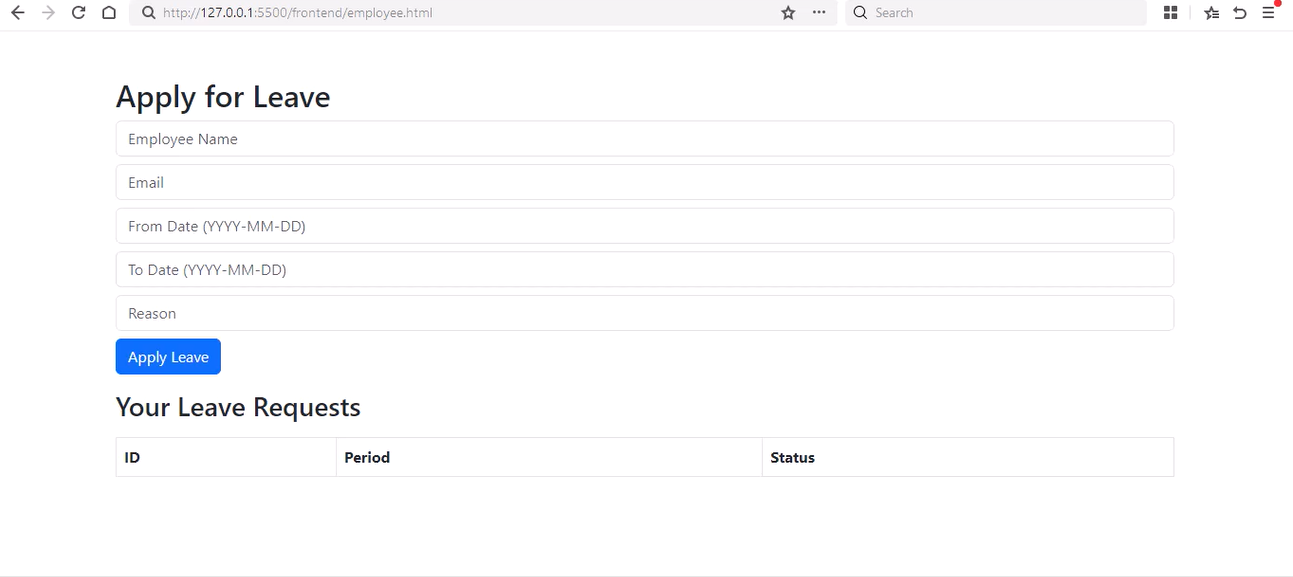 http://127.0.0.1:5500/frontend/employee.html Search
Apply for Leave
Employee Name
Email
From Date (YYYY-MM-DD)
To Date (YYYY-MM-DD)
Reason
Apply Leave
Your Leave Requests
ID Period Status